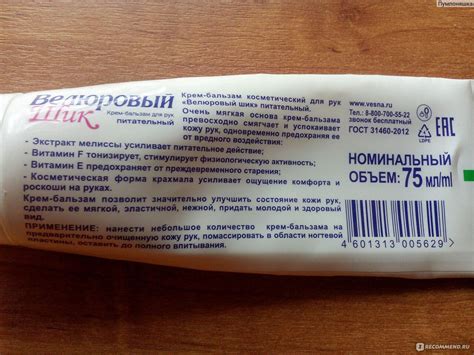 Пумпоняшка
Велюровый
Шик
Крем-бальзам для рук
питательный
Крем-бальзам косметический для рук
«Велюровый шик» питательный.
Очень мягкая основа крем-бальзама
превосходно смягчает и успокаивает
кожу рук, одновременно предохраняя ее
от вредного воздействия:
• Экстракт мелиссы усиливает питательное действие;
• Витамин F тонизирует, стимулирует физиологическую активность;
• Витамин Е предохраняет от преждевременного старения;
• Косметическая форма крахмала усиливает ощущение комфорта и
роскоши на руках.
Крем-бальзам позволит значительно улучшить состояние кожи рук,
сделать ее мягкой, эластичной, нежной, придать молодой и здоровый
вид.
ПРИМЕНЕНИЕ: нанести небольшое количество крем-бальзама на
предварительно очищенную кожу рук, помассировать в области ногтевой
пластины, оставить до полного впитывания.
www.vesna.ru
Тел.: 8-800-700-55-22
звонок бесплатный
ГОСТ 31460-2012
EAC
LDPE
НОМИНАЛЬНЫЙ
ОБЪЕМ: 75 мл/ml
4 601313 005629 >
RECOMMEND.RU